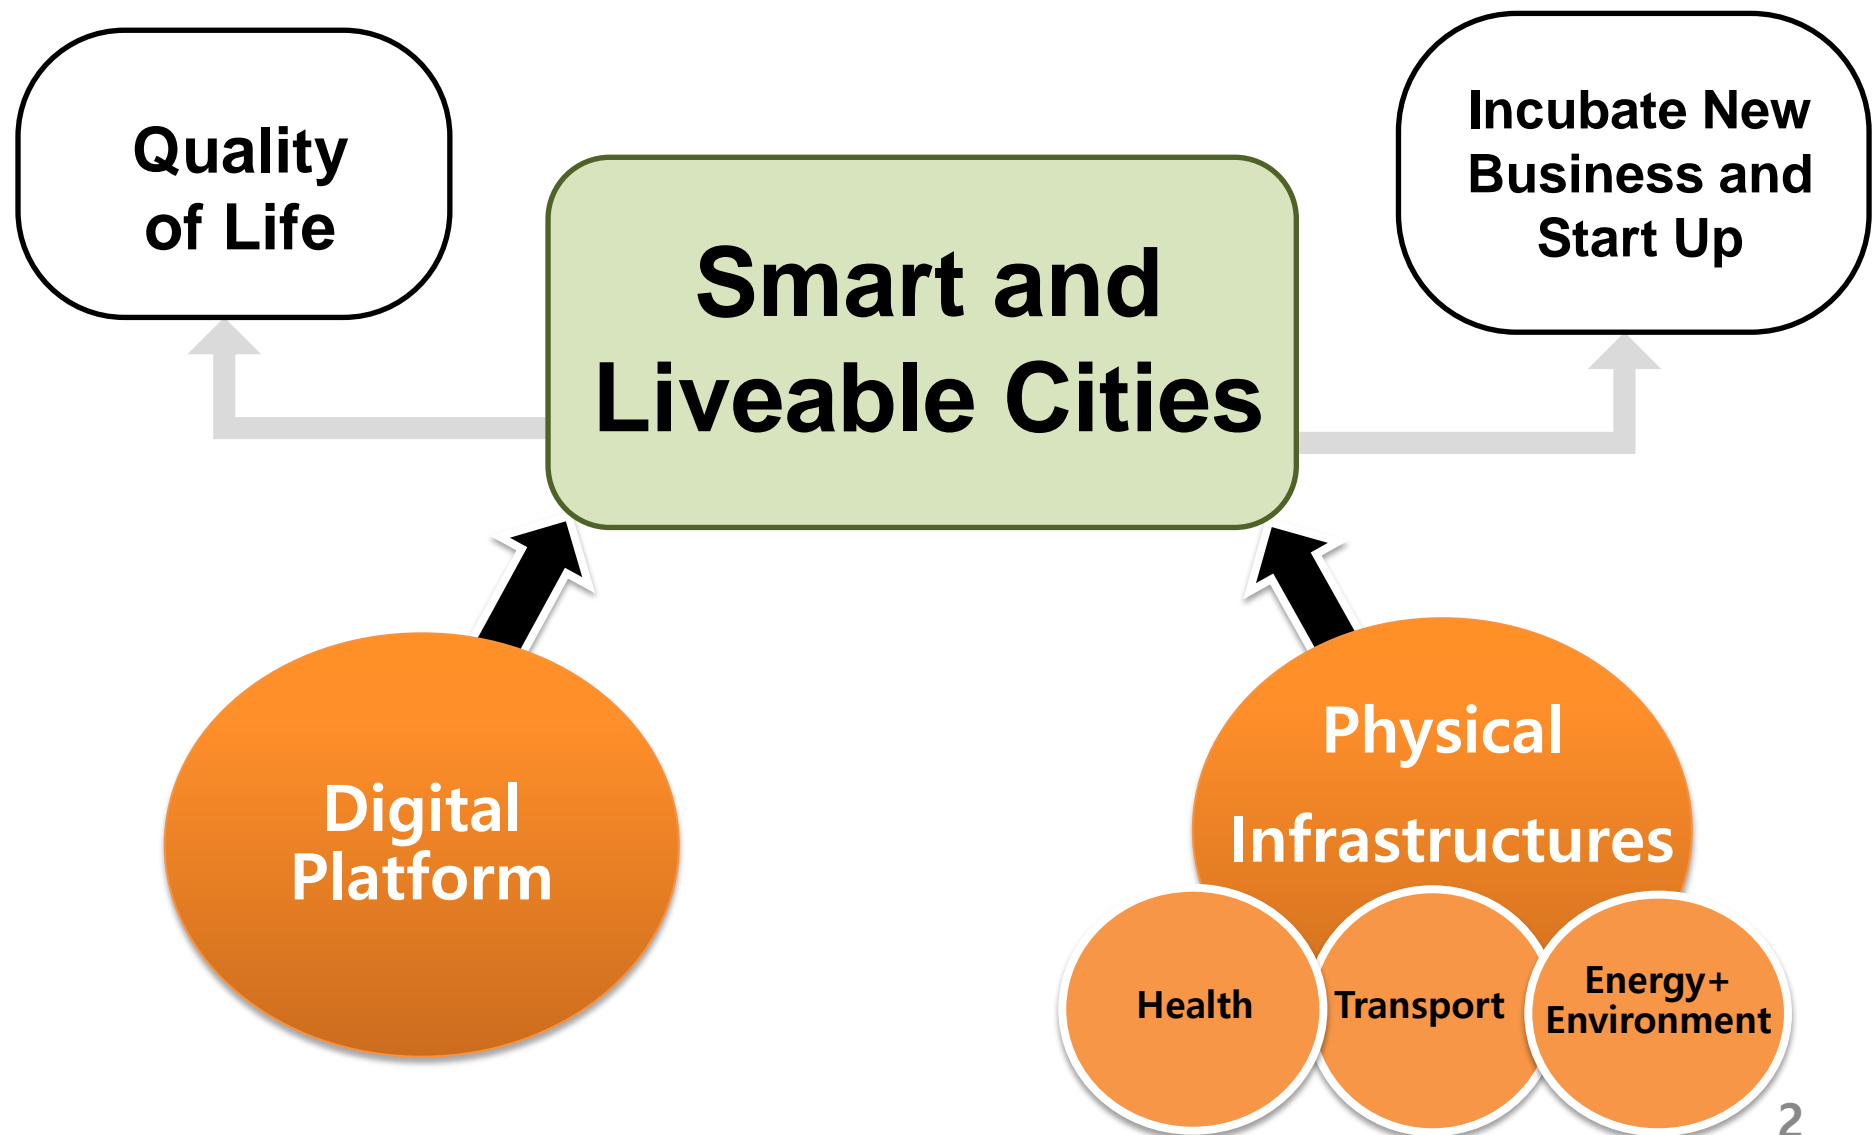 Quality
of Life
Incubate New
Business and
Start Up
Smart and
Liveable Cities
Digital
Platform
Physical
Infrastructures
Health
Transport
Energy+
Environment
2